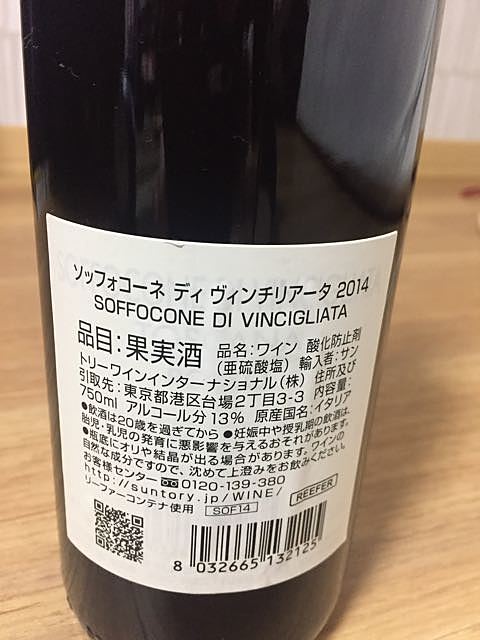 ソッフォコーネ ディ ヴィンチリアータ 2014
SOFFOCONE DI VINCIGLIATA
品目:果実酒 品名:ワイン 酸化防止剤
(亜硫酸塩) 輸入者:サン
トリーワインインターナショナル(株) 住所及び
引取先:東京都港区台場2丁目3-3 内容量:
750ml アルコール分13% 原産国名:イタリア
●飲酒は20歳を過ぎてから ●妊娠中や授乳期の飲酒は、
胎児・乳児の発育に悪影響を与えるおそれがあります。
●瓶底にオリや結晶が出る場合があります。ワインの
自然な成分ですので、沈めて上澄みをお飲みください。
お客様センター 0120-139-380
http://suntory.jp/WINE/
リーファーコンテナ使用 SOF14 REEFER
8 032665 132125